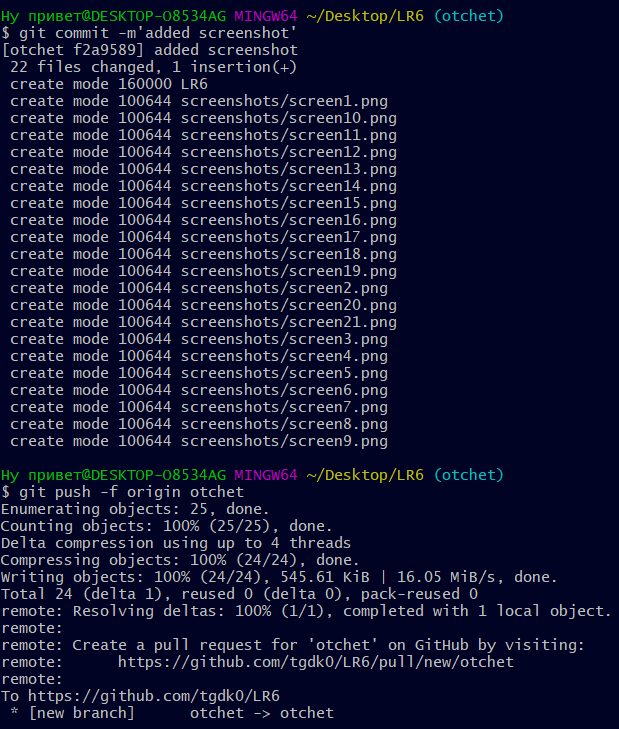 Ну привет@DESKTOP-O8534AG MINGW64 ~/Desktop/LR6 (otchet)
$ git commit -m'added screenshot'
[otchet f2a9589] added screenshot
 22 files changed, 1 insertion(+)
 create mode 160000 LR6
 create mode 100644 screenshots/screen1.png
 create mode 100644 screenshots/screen10.png
 create mode 100644 screenshots/screen11.png
 create mode 100644 screenshots/screen12.png
 create mode 100644 screenshots/screen13.png
 create mode 100644 screenshots/screen14.png
 create mode 100644 screenshots/screen15.png
 create mode 100644 screenshots/screen16.png
 create mode 100644 screenshots/screen17.png
 create mode 100644 screenshots/screen18.png
 create mode 100644 screenshots/screen19.png
 create mode 100644 screenshots/screen2.png
 create mode 100644 screenshots/screen20.png
 create mode 100644 screenshots/screen21.png
 create mode 100644 screenshots/screen3.png
 create mode 100644 screenshots/screen4.png
 create mode 100644 screenshots/screen5.png
 create mode 100644 screenshots/screen6.png
 create mode 100644 screenshots/screen7.png
 create mode 100644 screenshots/screen8.png
 create mode 100644 screenshots/screen9.png

Ну привет@DESKTOP-O8534AG MINGW64 ~/Desktop/LR6 (otchet)
$ git push -f origin otchet
Enumerating objects: 25, done.
Counting objects: 100% (25/25), done.
Delta compression using up to 4 threads
Compressing objects: 100% (24/24), done.
Writing objects: 100% (24/24), 545.61 KiB | 16.05 MiB/s, done.
Total 24 (delta 1), reused 0 (delta 0), pack-reused 0
remote: Resolving deltas: 100% (1/1), completed with 1 local object.
remote:
remote: Create a pull request for 'otchet' on GitHub by visiting:
remote:      https://github.com/tgdk0/LR6/pull/new/otchet
remote:
To https://github.com/tgdk0/LR6
 * [new branch]      otchet -> otchet